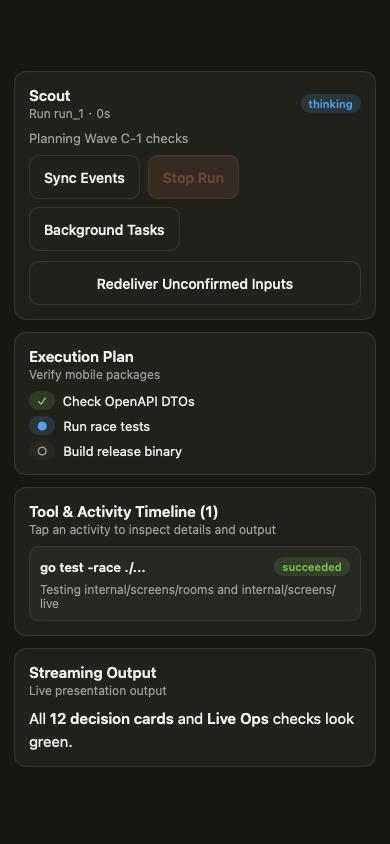 Scout
thinking
Run run_1 · 0s
Planning Wave C-1 checks
Sync Events
Stop Run
Background Tasks
Redeliver Unconfirmed Inputs
Execution Plan
Verify mobile packages
Check OpenAPI DTOs
Run race tests
Build release binary
Tool & Activity Timeline (1)
Tap an activity to inspect details and output
go test -race ./...
succeeded
Testing internal/screens/rooms and internal/screens/
live
Streaming Output
Live presentation output
All 12 decision cards and Live Ops checks look
green.